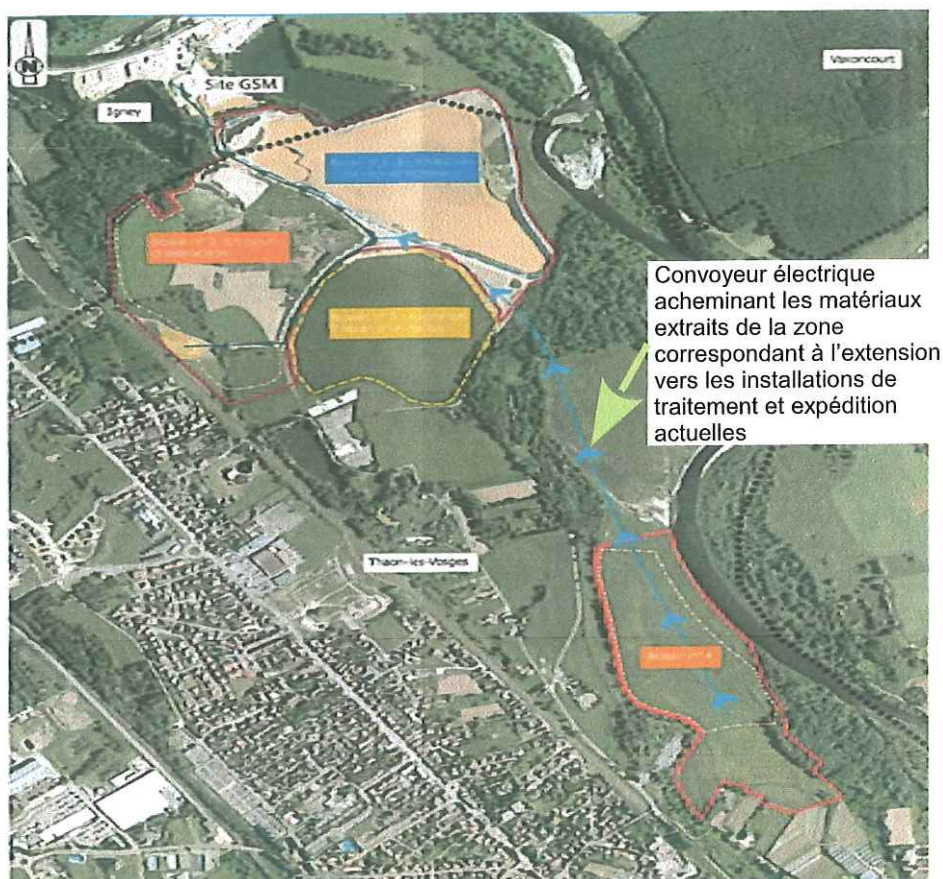 N
Vaxoncourt
Site GSM
Igney
Convoyeur électrique
acheminant les matériaux
extraits de la zone
correspondant à l'extension
vers les installations de
traitement et expédition
actuelles
Thaon-les-Vosges